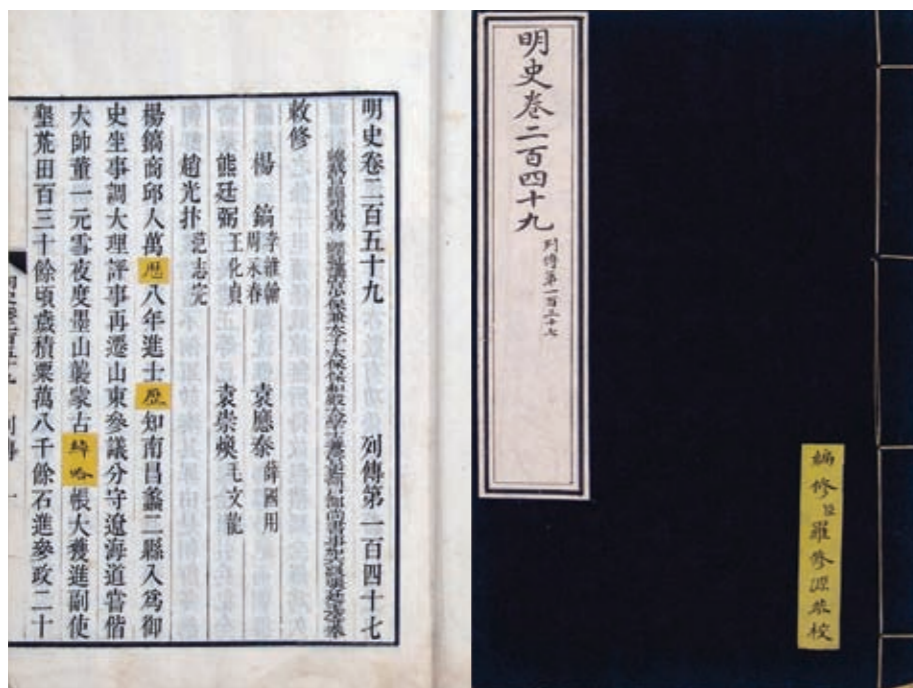 明史卷二百四十九
列傳第一百三十七
編修臣羅修源恭校
明史卷二百五十九 列傳第一百四十七
敕修
楊鎬 李維翰 周永春 袁應泰 薛國用
熊廷弼 王化貞 袁崇煥 毛文龍
趙光抃 范志完
楊鎬商邱人萬厯八年進士歷知南昌蠡二縣入爲御
史坐事調大理評事再遷山東參議分守遼海道嘗偕
大帥董一元雪夜度墨山襲蒙古綽哈帳大獲進副使
墾荒田百三十餘頃歲積粟萬八千餘石進參政二十